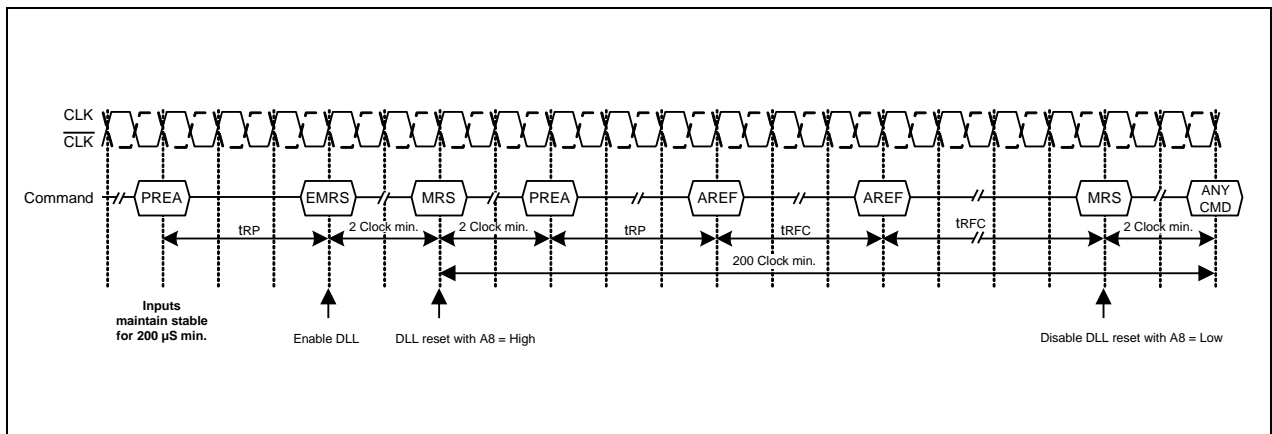 CLK
CLK
Command
PREA
EMRS
MRS
PREA
AREF
AREF
MRS
ANY
CMD
tRP
2 Clock min.
2 Clock min.
tRP
tRFC
tRFC
2 Clock min.
200 Clock min.
Inputs
maintain stable
for 200 µS min.
Enable DLL
DLL reset with A8 = High
Disable DLL reset with A8 = Low